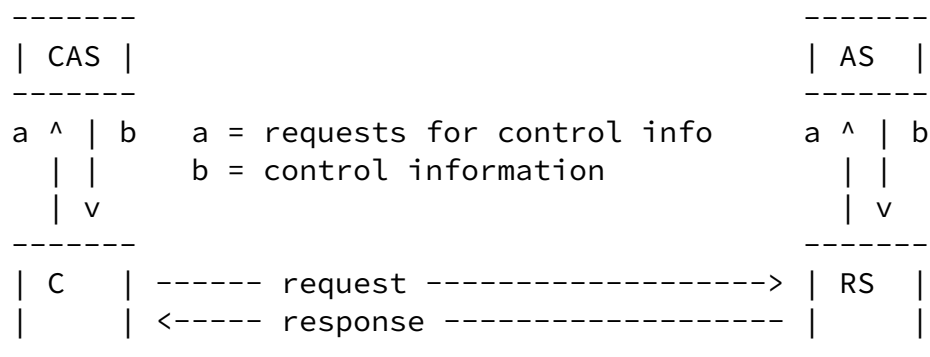 -------                                     -------
| CAS |                                     | AS  |
-------                                     -------
a ^ | b   a = requests for control info     a ^ | b
  | |     b = control information             | |
  | v                                         | v
-------                                     -------
| C   | ------ request -------------------> | RS  |
|     | <----- response ------------------- |     |